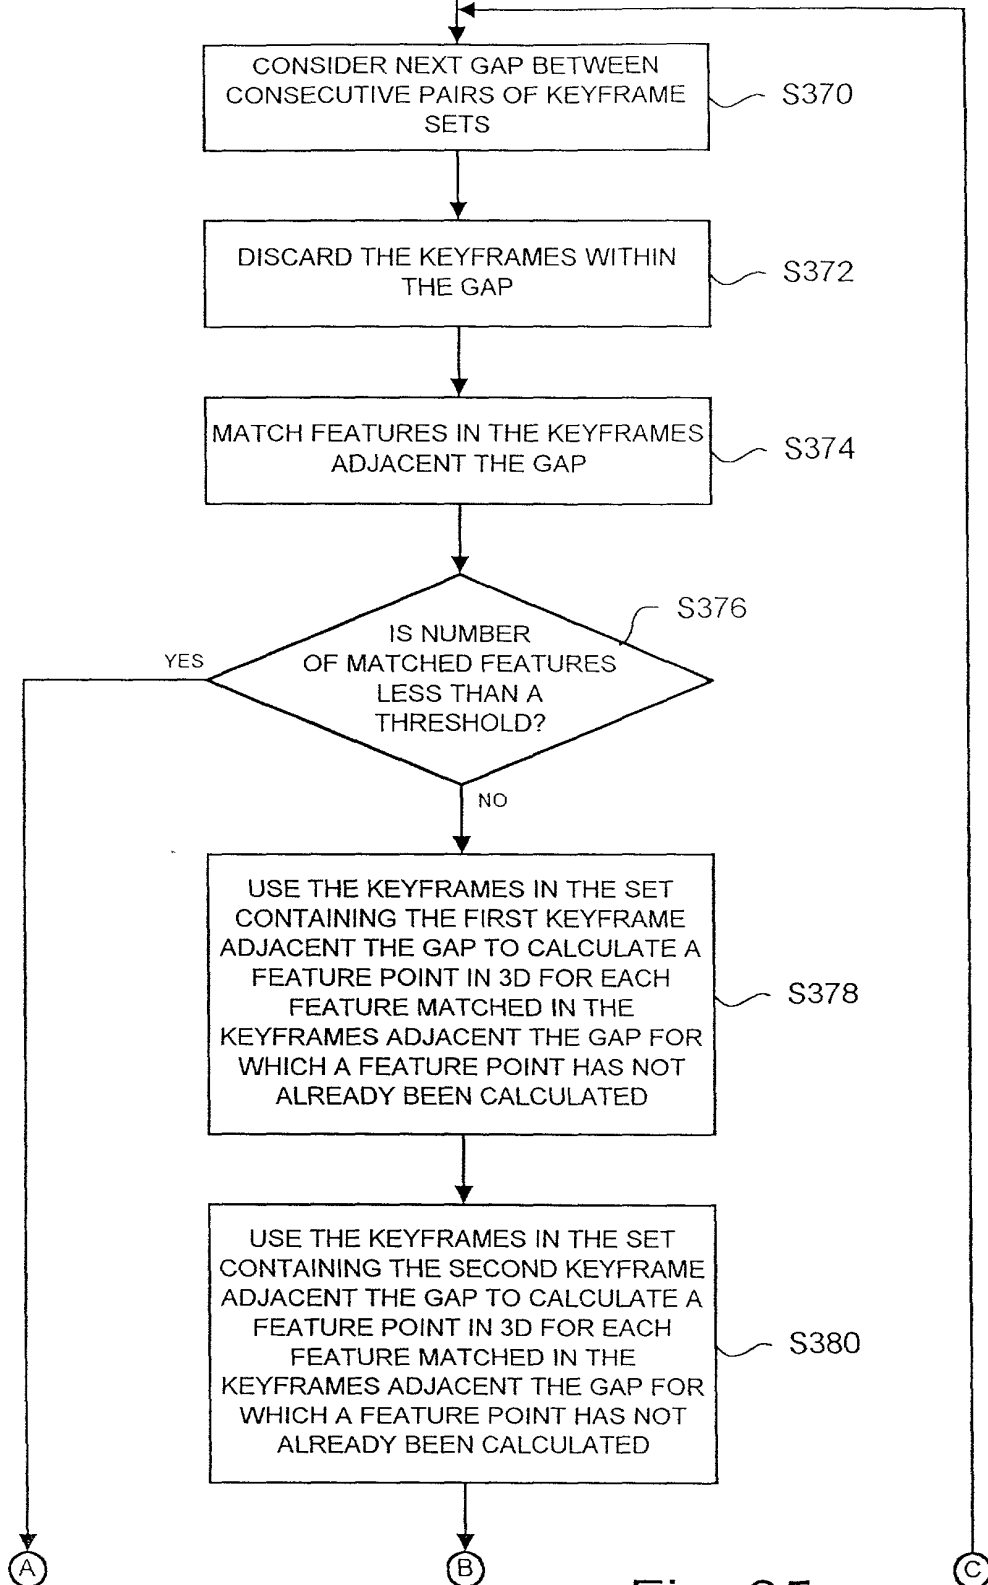 CONSIDER NEXT GAP BETWEEN
CONSECUTIVE PAIRS OF KEYFRAME
SETS
S370
DISCARD THE KEYFRAMES WITHIN
THE GAP
S372
MATCH FEATURES IN THE KEYFRAMES
ADJACENT THE GAP
S374
S376
IS NUMBER
OF MATCHED FEATURES
LESS THAN A
THRESHOLD?
YES
NO
USE THE KEYFRAMES IN THE SET
CONTAINING THE FIRST KEYFRAME
ADJACENT THE GAP TO CALCULATE A
FEATURE POINT IN 3D FOR EACH
FEATURE MATCHED IN THE
KEYFRAMES ADJACENT THE GAP FOR
WHICH A FEATURE POINT HAS NOT
ALREADY BEEN CALCULATED
S378
USE THE KEYFRAMES IN THE SET
CONTAINING THE SECOND KEYFRAME
ADJACENT THE GAP TO CALCULATE A
FEATURE POINT IN 3D FOR EACH
FEATURE MATCHED IN THE
KEYFRAMES ADJACENT THE GAP FOR
WHICH A FEATURE POINT HAS NOT
ALREADY BEEN CALCULATED
S380
A
B
C